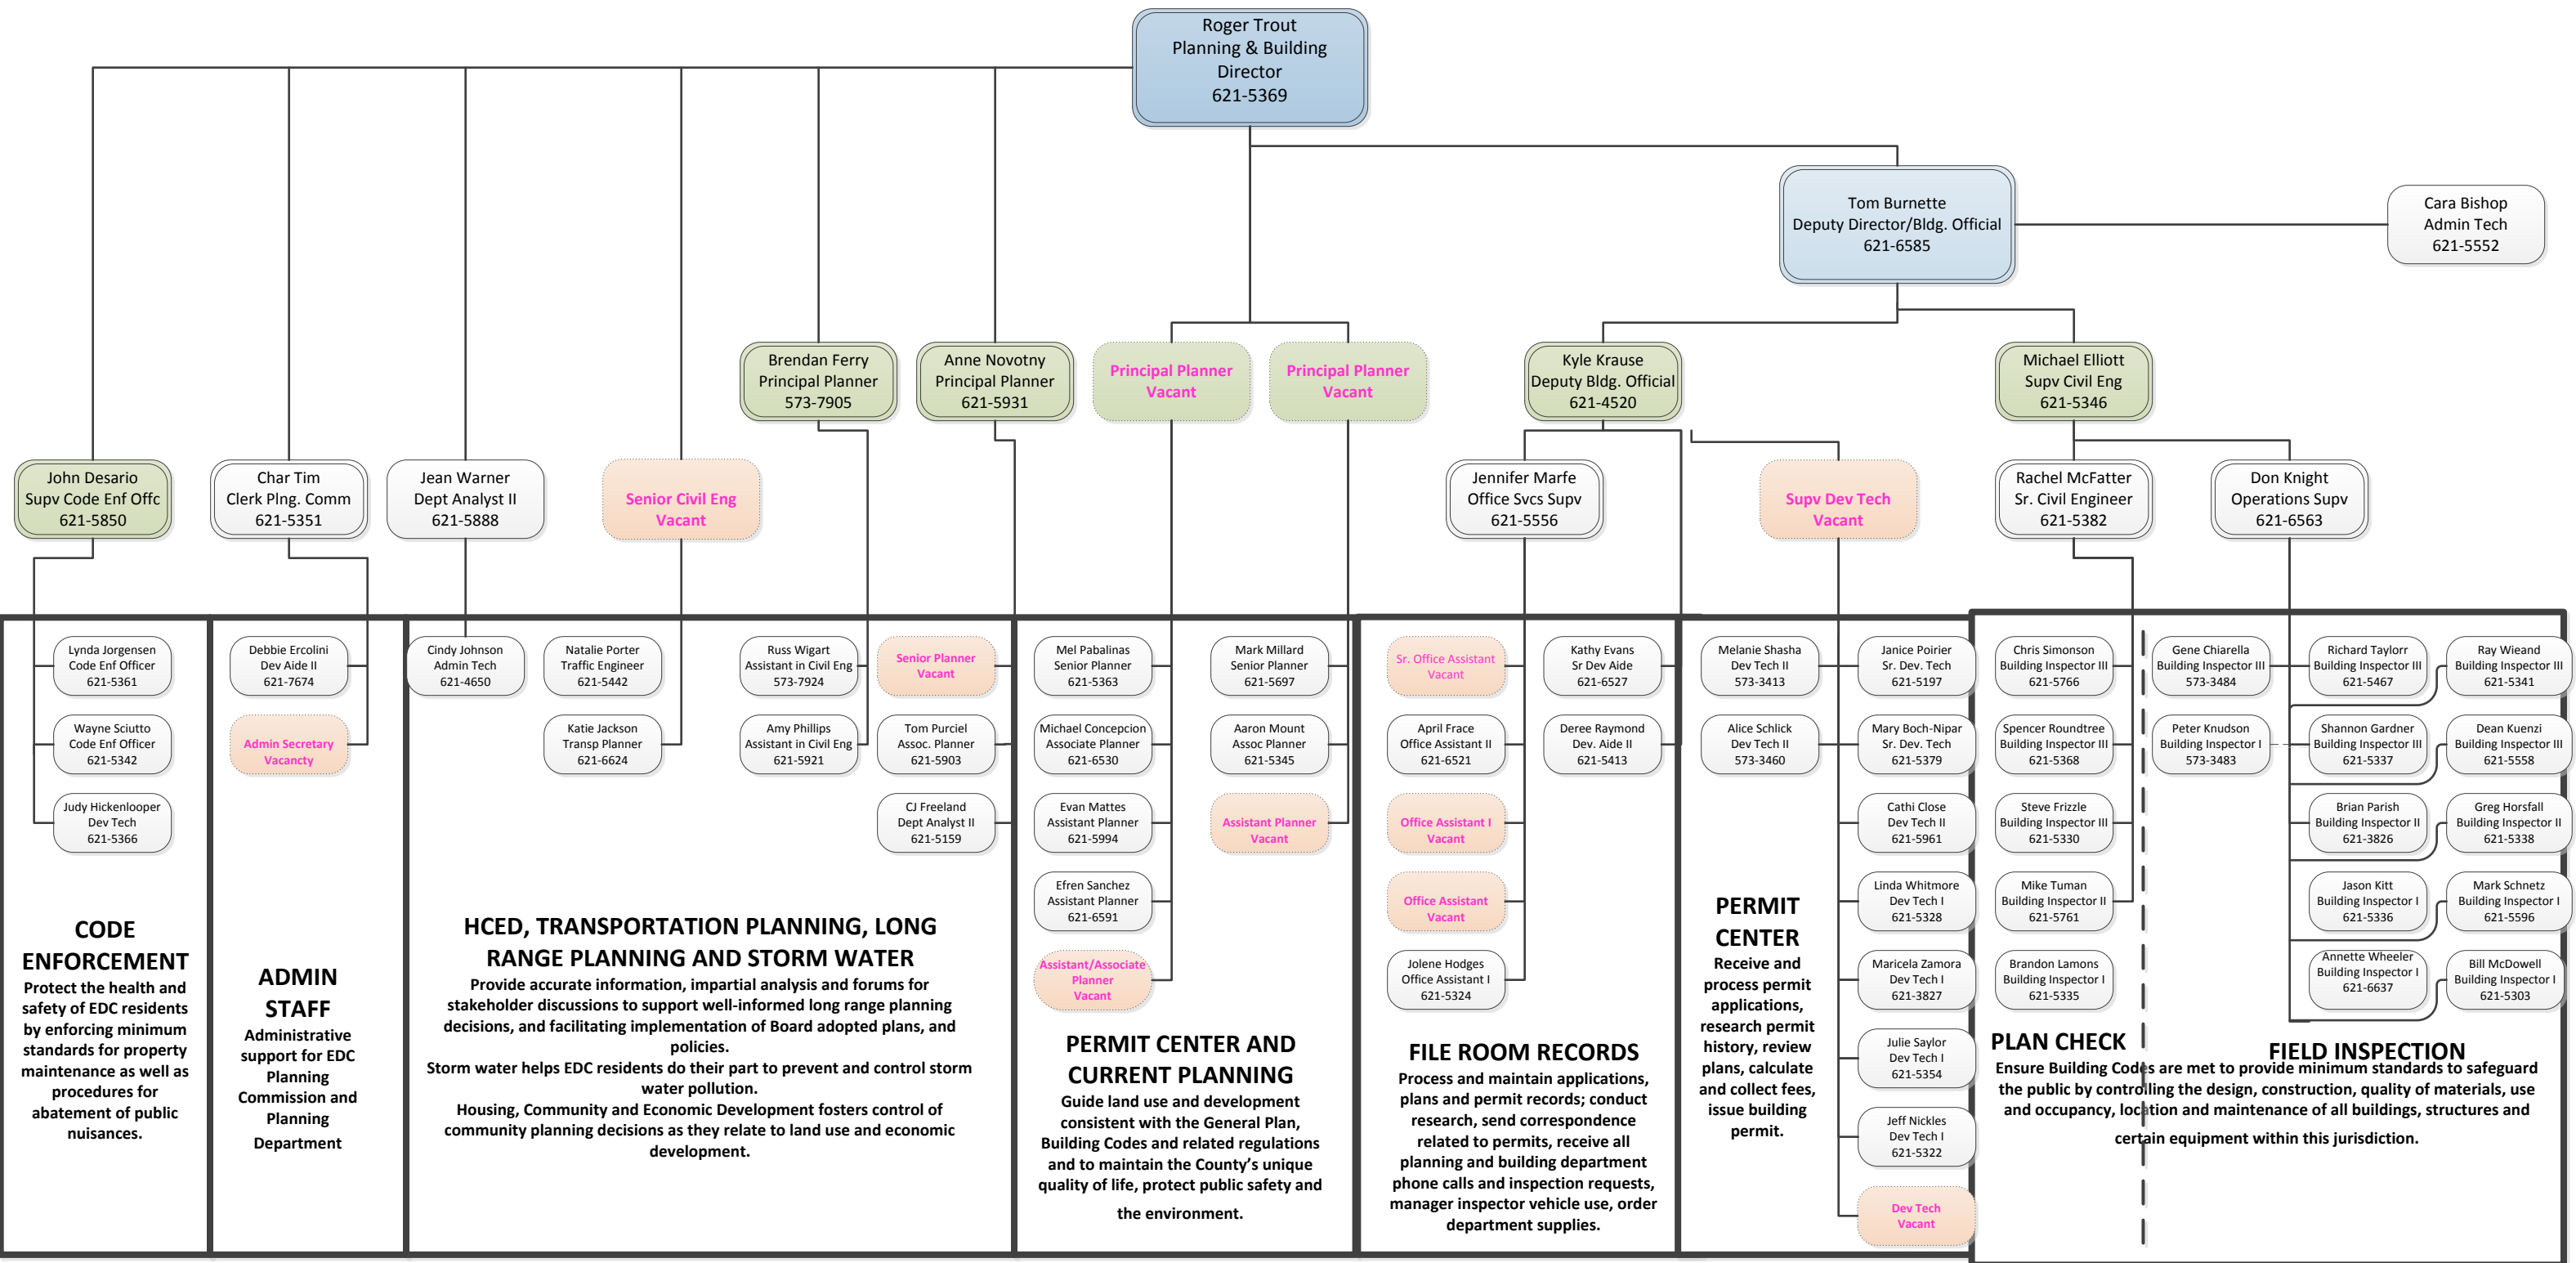 Roger Trout
Planning & Building
Director
621-5369
Tom Burnette
Deputy Director/Bldg. Official
621-6585
Cara Bishop
Admin Tech
621-5552
Brendan Ferry
Principal Planner
573-7905
Anne Novotny
Principal Planner
621-5931
Principal Planner
Vacant
Principal Planner
Vacant
Kyle Krause
Deputy Bldg. Official
621-4520
Michael Elliott
Supv Civil Eng
621-5346
John Desario
Supv Code Enf Offc
621-5850
Char Tim
Clerk Plng. Comm
621-5351
Jean Warner
Dept Analyst II
621-5888
Senior Civil Eng
Vacant
Jennifer Marfe
Office Svcs Supv
621-5556
Supv Dev Tech
Vacant
Rachel McFatter
Sr. Civil Engineer
621-5382
Don Knight
Operations Supv
621-6563
Lynda Jorgensen
Code Enf Officer
621-5361
Wayne Sciutto
Code Enf Officer
621-5342
Judy Hickenlooper
Dev Tech
621-5366
CODE
ENFORCEMENT
Protect the health and
safety of EDC residents
by enforcing minimum
standards for property
maintenance as well as
procedures for
abatement of public
nuisances.
Debbie Ercolini
Dev Aide II
621-7674
Admin Secretary
Vacancty
ADMIN
STAFF
Administrative
support for EDC
Planning
Commission and
Planning
Department
Cindy Johnson
Admin Tech
621-4650
Natalie Porter
Traffic Engineer
621-5442
Katie Jackson
Transp Planner
621-6624
Russ Wigart
Assistant in Civil Eng
573-7924
Amy Phillips
Assistant in Civil Eng
621-5921
Senior Planner
Vacant
Tom Purciel
Assoc. Planner
621-5903
CJ Freeland
Dept Analyst II
621-5159
HCED, TRANSPORTATION PLANNING, LONG
RANGE PLANNING AND STORM WATER
Provide accurate information, impartial analysis and forums for
stakeholder discussions to support well-informed long range planning
decisions, and facilitating implementation of Board adopted plans, and
policies.
Storm water helps EDC residents do their part to prevent and control storm
water pollution.
Housing, Community and Economic Development fosters control of
community planning decisions as they relate to land use and economic
development.
Mel Pabalinas
Senior Planner
621-5363
Michael Concepcion
Associate Planner
621-6530
Evan Mattes
Assistant Planner
621-5994
Efren Sanchez
Assistant Planner
621-6591
Assistant/Associate
Planner
Vacant
Mark Millard
Senior Planner
621-5697
Aaron Mount
Assoc Planner
621-5345
Assistant Planner
Vacant
PERMIT CENTER AND
CURRENT PLANNING
Guide land use and development
consistent with the General Plan,
Building Codes and related regulations
and to maintain the County's unique
quality of life, protect public safety and
the environment.
Sr. Office Assistant
Vacant
April Frace
Office Assistant II
621-6521
Office Assistant I
Vacant
Office Assistant
Vacant
Jolene Hodges
Office Assistant I
621-5324
Kathy Evans
Sr Dev Aide
621-6527
Deree Raymond
Dev. Aide II
621-5413
FILE ROOM RECORDS
Process and maintain applications,
plans and permit records; conduct
research, send correspondence
related to permits, receive all
planning and building department
phone calls and inspection requests,
manager inspector vehicle use, order
department supplies.
Melanie Shasha
Dev Tech II
573-3413
Alice Schlick
Dev Tech II
573-3460
PERMIT
CENTER
Receive and
process permit
applications,
research permit
history, review
plans, calculate
and collect fees,
issue building
permit.
Janice Poirier
Sr. Dev. Tech
621-5197
Mary Boch-Nipar
Sr. Dev. Tech
621-5379
Cathi Close
Dev Tech II
621-5961
Linda Whitmore
Dev Tech I
621-5328
Maricela Zamora
Dev Tech I
621-3827
Julie Saylor
Dev Tech I
621-5354
Jeff Nickles
Dev Tech I
621-5322
Dev Tech
Vacant
Chris Simonson
Building Inspector III
621-5766
Spencer Roundtree
Building Inspector III
621-5368
Steve Frizzle
Building Inspector III
621-5330
Mike Tuman
Building Inspector II
621-5761
Brandon Lamons
Building Inspector I
621-5335
PLAN CHECK
Gene Chiarella
Building Inspector III
573-3484
Peter Knudson
Building Inspector I
573-3483
Richard Taylorr
Building Inspector III
621-5467
Shannon Gardner
Building Inspector III
621-5337
Brian Parish
Building Inspector II
621-3826
Jason Kitt
Building Inspector I
621-5336
Annette Wheeler
Building Inspector I
621-6637
Ray Wieand
Building Inspector III
621-5341
Dean Kuenzi
Building Inspector III
621-5558
Greg Horsfall
Building Inspector II
621-5338
Mark Schnetz
Building Inspector I
621-5596
Bill McDowell
Building Inspector I
621-5303
FIELD INSPECTION
Ensure Building Codes are met to provide minimum standards to safeguard
the public by controlling the design, construction, quality of materials, use
and occupancy, location and maintenance of all buildings, structures and
certain equipment within this jurisdiction.